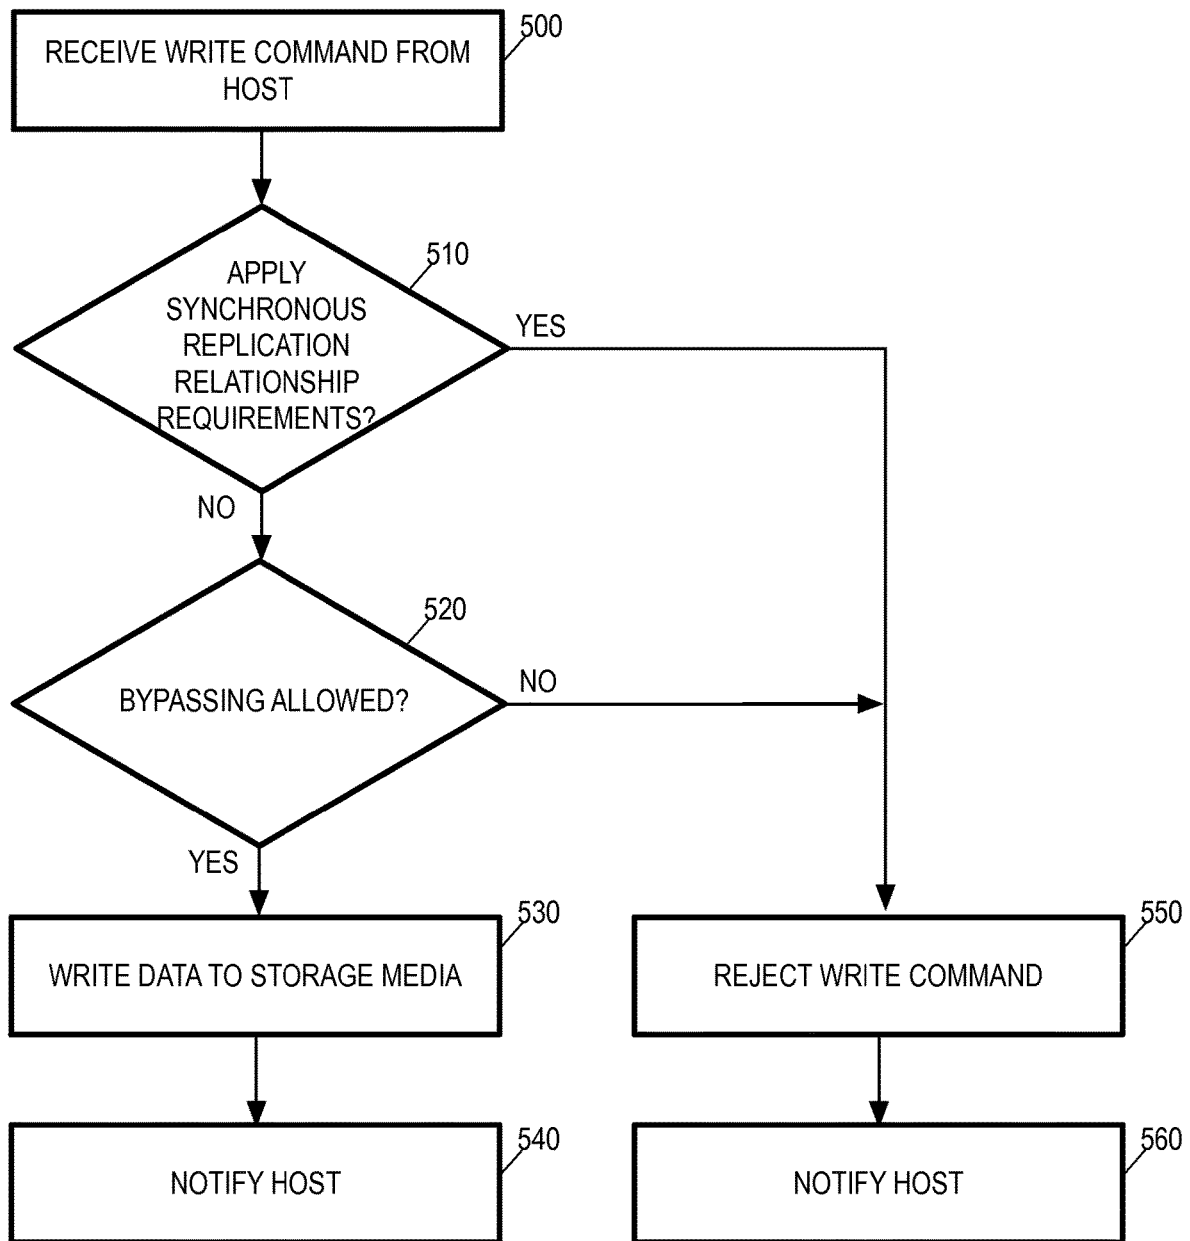 RECEIVE WRITE COMMAND FROM
HOST
500
APPLY
SYNCHRONOUS
REPLICATION
RELATIONSHIP
REQUIREMENTS?
510
YES
NO
BYPASSING ALLOWED?
520
NO
YES
WRITE DATA TO STORAGE MEDIA
530
REJECT WRITE COMMAND
550
NOTIFY HOST
540
NOTIFY HOST
560